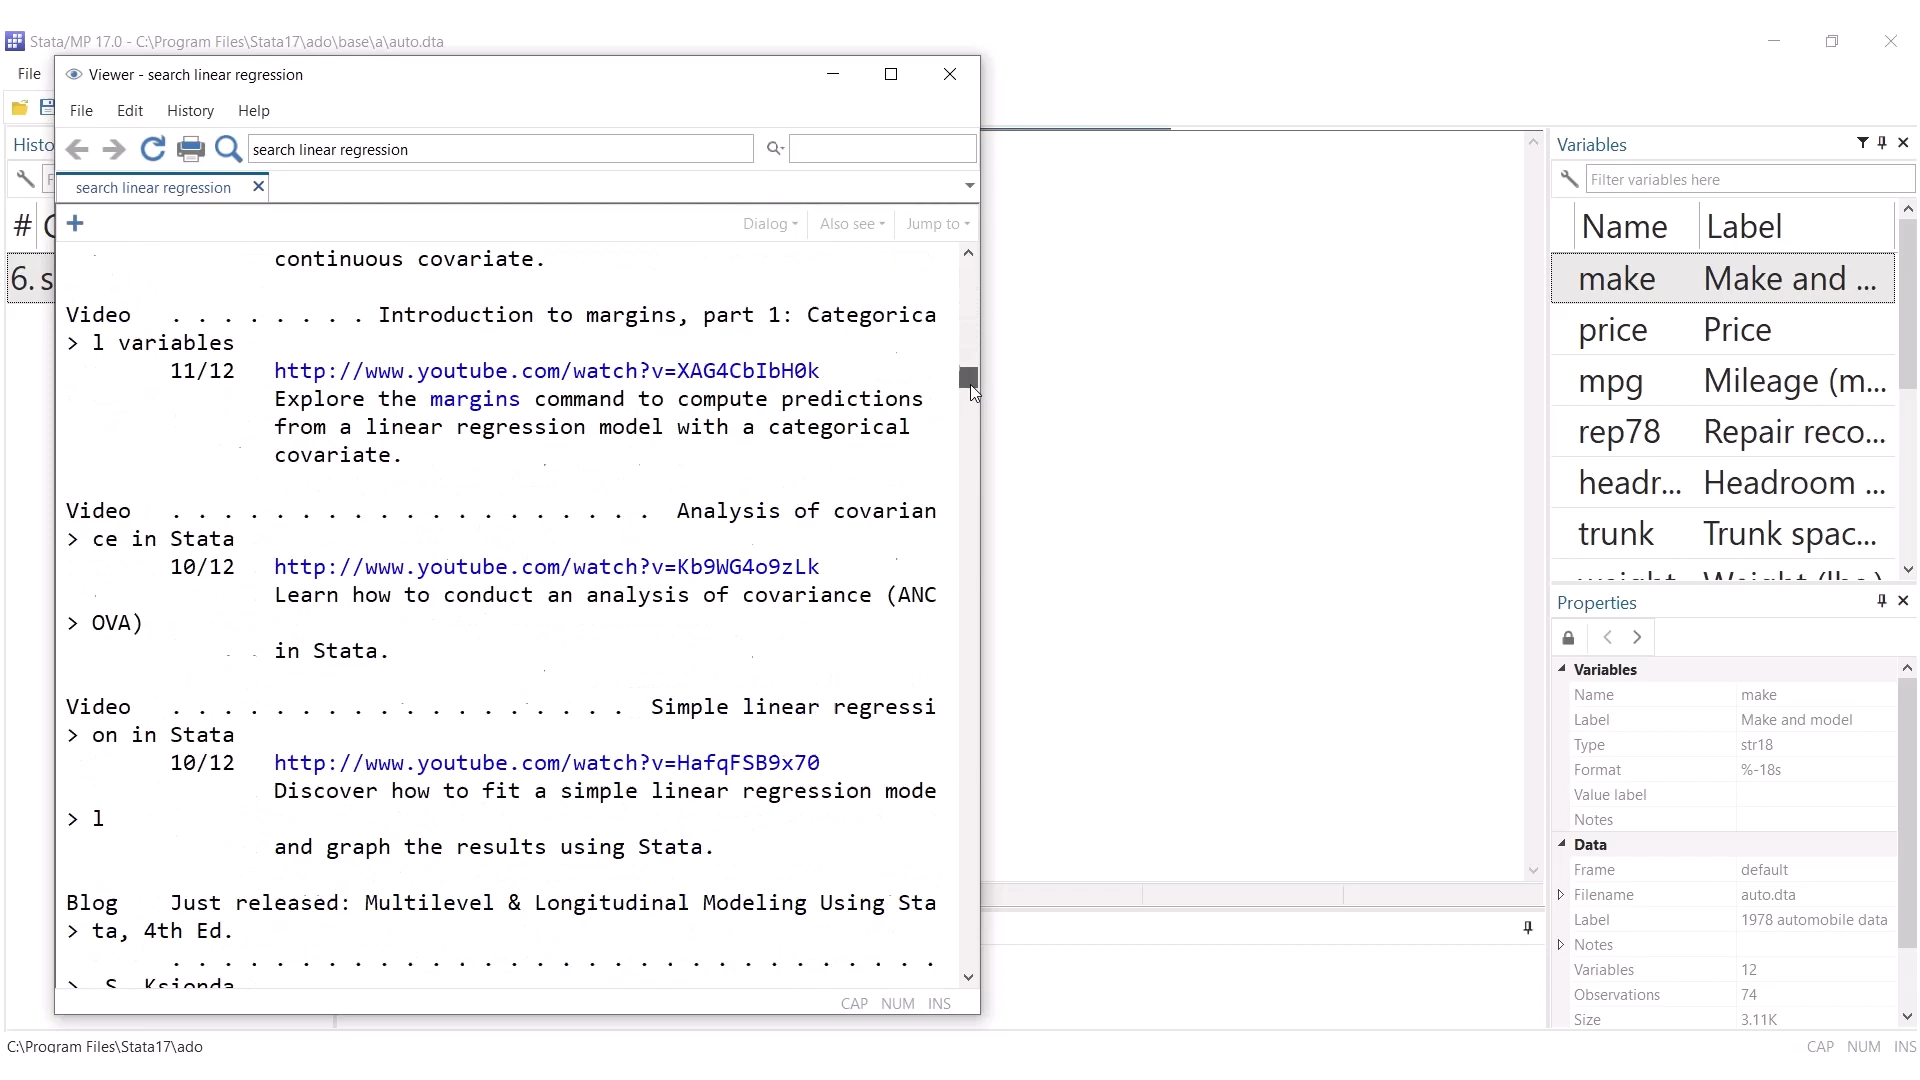 Stata/MP 17.0 - C:\Program Files\Stata17\ado\base\a\auto.dta
File
Viewer - search linear regression
File Edit History Help
search linear regression
search linear regression
Dialog Also see Jump to
Histo
F
# C
6. s
continuous covariate.
Video . . . . . . . . Introduction to margins, part 1: Categorica
> l variables
11/12 http://www.youtube.com/watch?v=XAG4CbIbH0k
Explore the margins command to compute predictions
from a linear regression model with a categorical
covariate.
Video . . . . . . . . . . . . . . . . . . . Analysis of covarian
> ce in Stata
10/12 http://www.youtube.com/watch?v=Kb9WG4o9zLk
Learn how to conduct an analysis of covariance (ANC
> OVA)
in Stata.
Video . . . . . . . . . . . . . . . . . . Simple linear regressi
> on in Stata
10/12 http://www.youtube.com/watch?v=HafqFSB9x70
Discover how to fit a simple linear regression mode
> l
and graph the results using Stata.
Blog Just released: Multilevel & Longitudinal Modeling Using Sta
> ta, 4th Ed.
. . . . . . . . . . . . . . . . . . . . . . . . . . . . . .
> S. Ksionda
CAP NUM INS
Variables
Filter variables here
Name Label
make Make and ...
price Price
mpg Mileage (m...
rep78 Repair reco...
headr... Headroom ...
trunk Trunk spac...
weight Weight (lbs.)
Properties
Variables
Name make
Label Make and model
Type str18
Format %-18s
Value label
Notes
Data
Frame default
Filename auto.dta
Label 1978 automobile data
Notes
Variables 12
Observations 74
Size 3.11K
C:\Program Files\Stata17\ado
CAP NUM INS